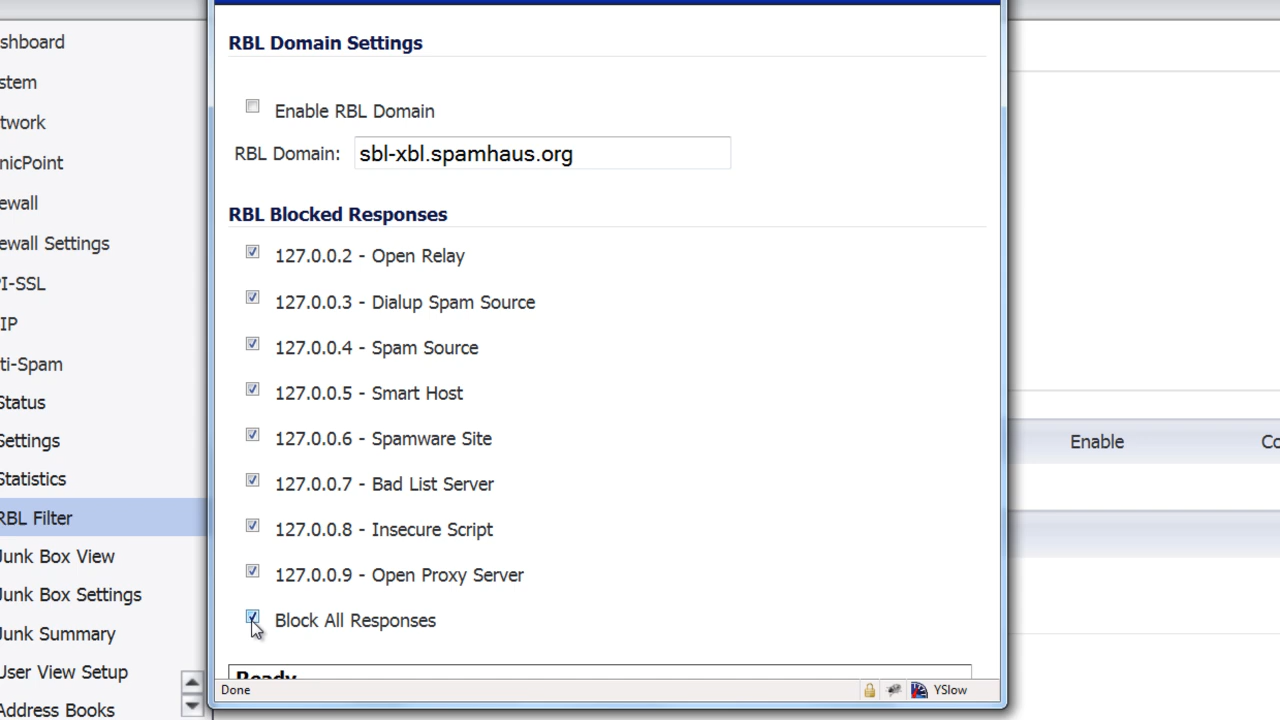 RBL Domain Settings
Enable RBL Domain
RBL Domain: sbl-xbl.spamhaus.org
RBL Blocked Responses
127.0.0.2 - Open Relay
127.0.0.3 - Dialup Spam Source
127.0.0.4 - Spam Source
127.0.0.5 - Smart Host
127.0.0.6 - Spamware Site
127.0.0.7 - Bad List Server
127.0.0.8 - Insecure Script
127.0.0.9 - Open Proxy Server
Block All Responses
Ready
Done
YSlow
shboard
stem
twork
nicPoint
ewall
ewall Settings
I-SSL
IP
ti-Spam
Status
Settings
Statistics
RBL Filter
Junk Box View
Junk Box Settings
Junk Summary
User View Setup
Address Books
Enable
Co